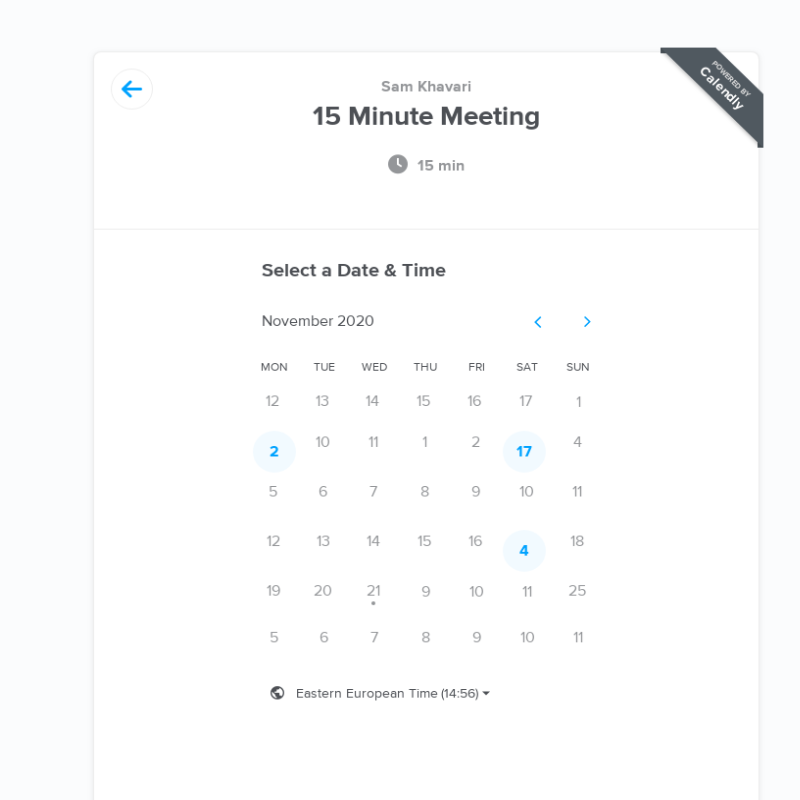 POWERED BY
Calendly
Sam Khavari
15 Minute Meeting
15 min
Select a Date & Time
November 2020
MON TUE WED THU FRI SAT SUN
12 13 14 15 16 17 1
2 10 11 1 2 17 4
5 6 7 8 9 10 11
12 13 14 15 16 4 18
19 20 21 9 10 11 25
5 6 7 8 9 10 11
Eastern European Time (14:56)